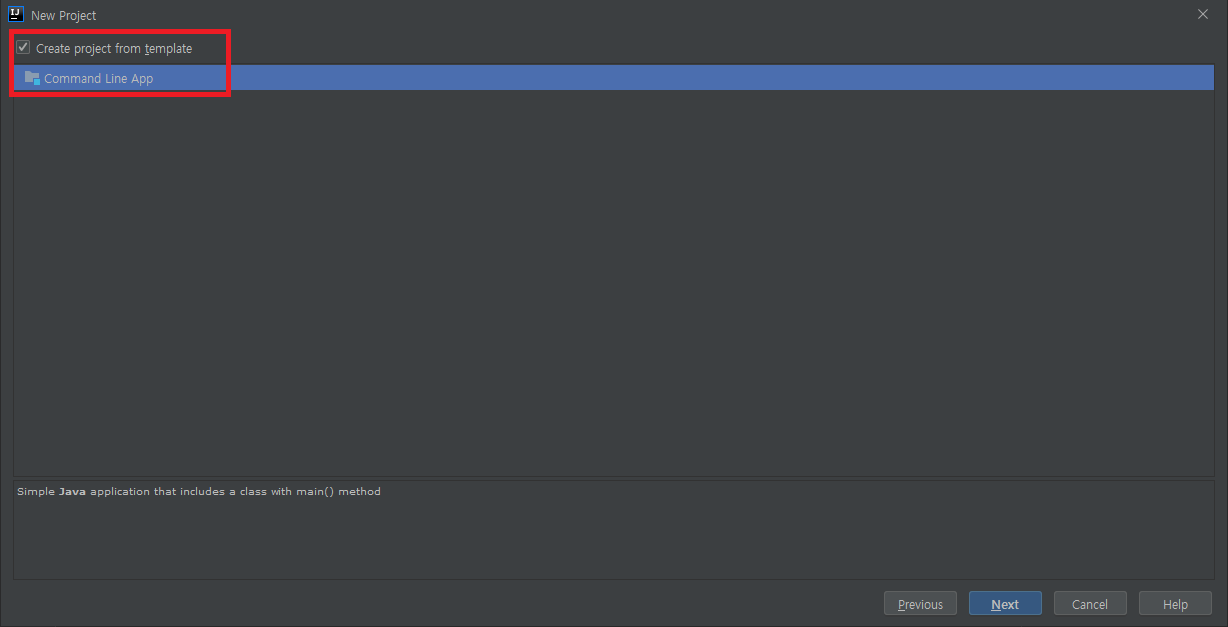 IJ
New Project
Create project from template
Command Line App
Simple Java application that includes a class with main() method
Previous
Next
Cancel
Help